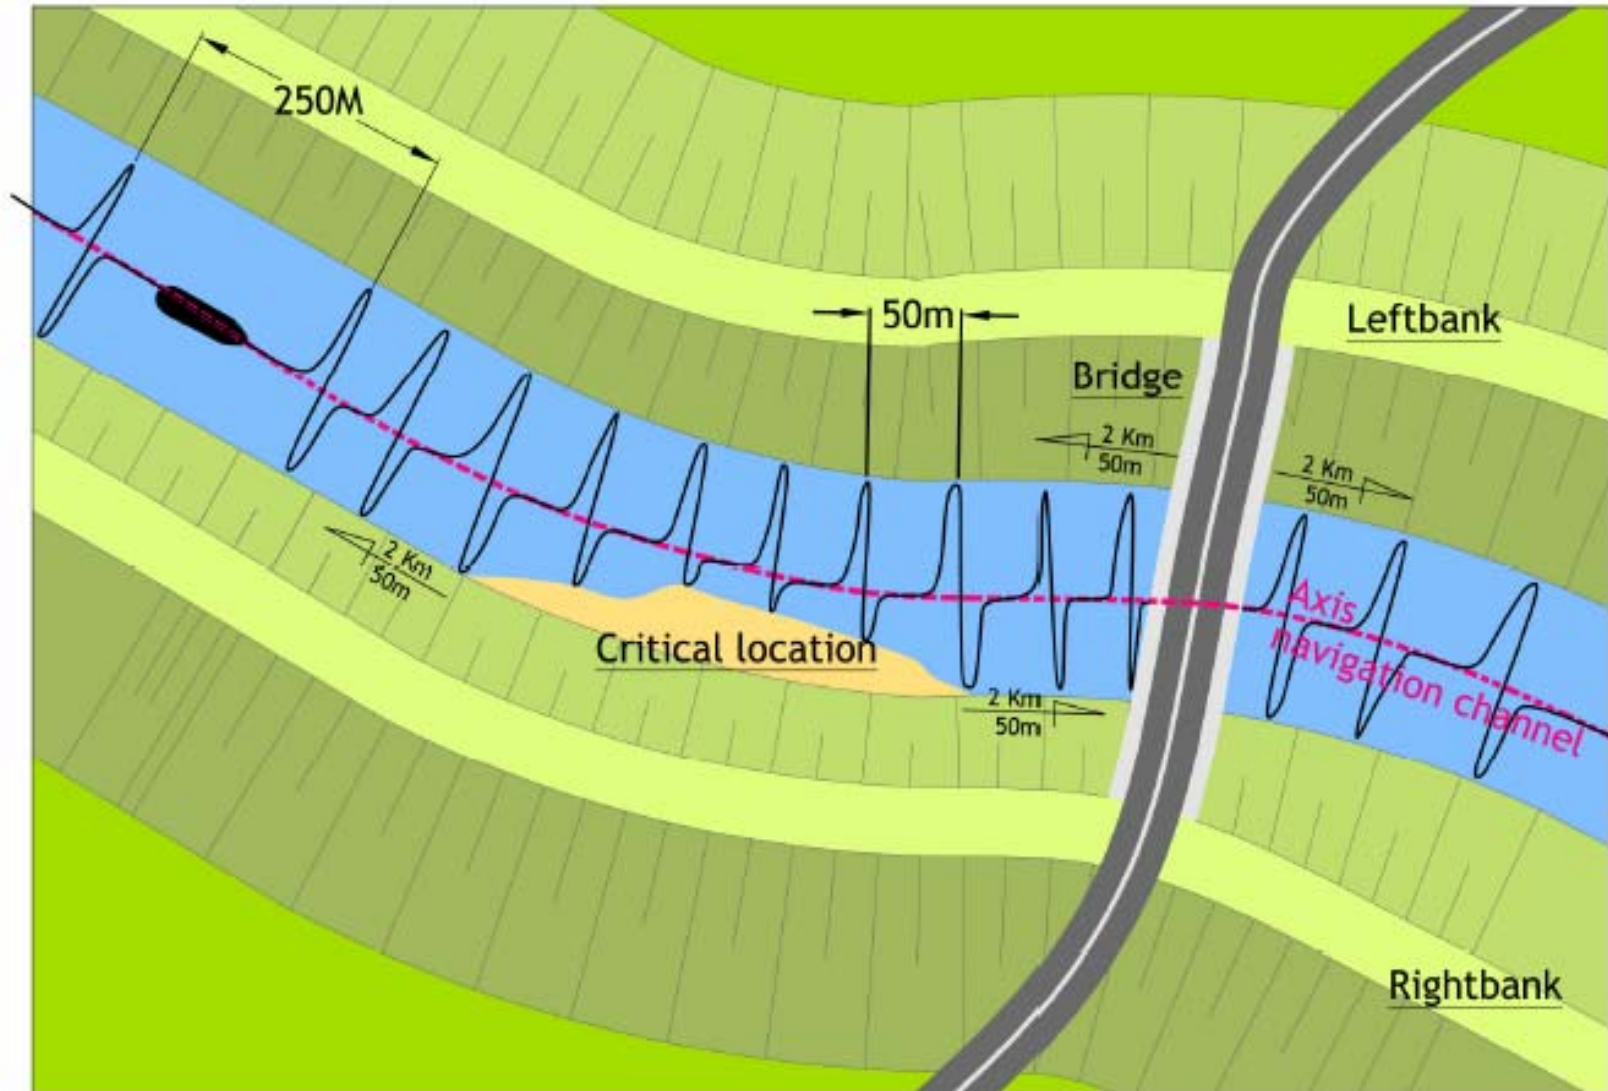 250M
50m
Leftbank
Bridge
2 Km
50m
2 Km
50m
2 Km
50m
Axis
navigation channel
Critical location
2 Km
50m
Rightbank